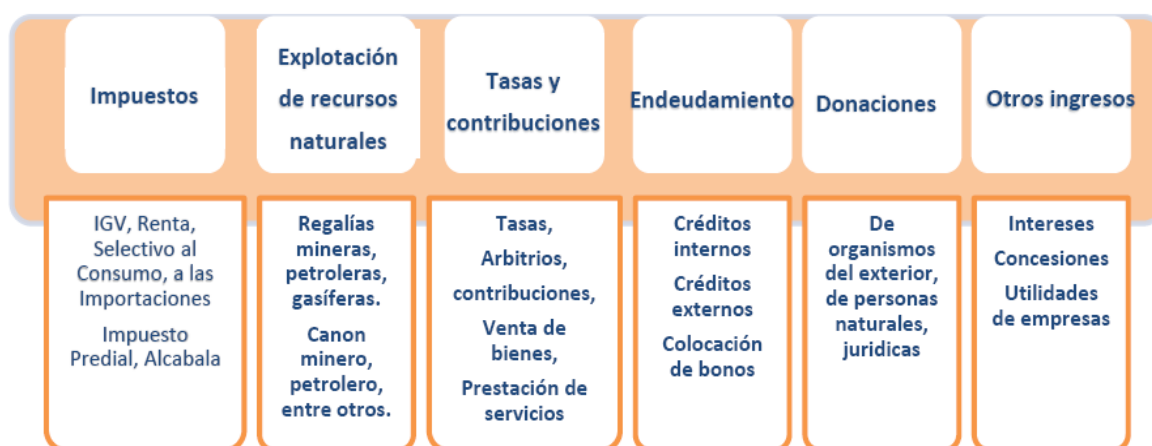 Impuestos
Explotación
de recursos
naturales
Tasas y
contribuciones
Endeudamiento
Donaciones
Otros ingresos
IGV, Renta,
Selectivo al
Consumo, a las
Importaciones
Impuesto
Predial, Alcabala
Regalías
mineras,
petroleras,
gasíferas.
Canon
minero,
petrolero,
entre otros.
Tasas,
Arbitrios,
contribuciones,
Venta de
bienes,
Prestación de
servicios
Créditos
internos
Créditos
externos
Colocación
de bonos
De
organismos
del exterior,
de personas
naturales,
juridicas
Intereses
Concesiones
Utilidades
de empresas